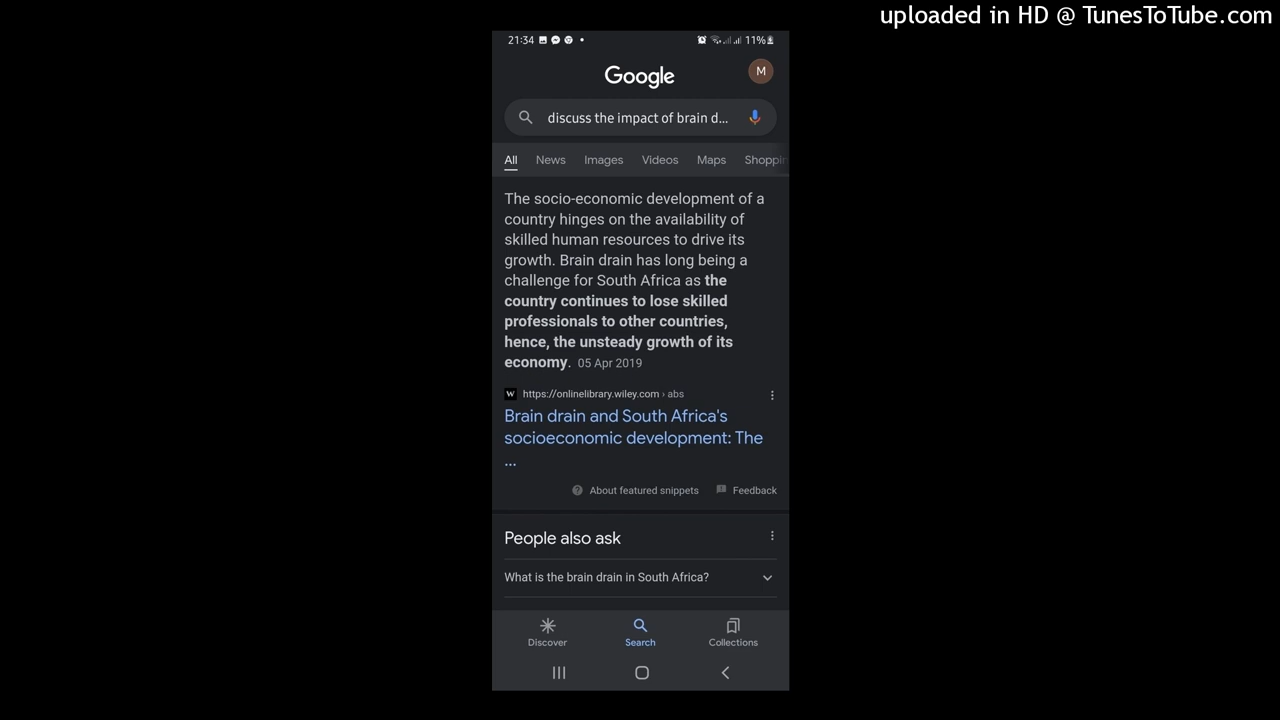 uploaded in HD @ TunesToTube.com
21:34 11%
Google
M
discuss the impact of brain d...
All News Images Videos Maps Shoppin
The socio-economic development of a
country hinges on the availability of
skilled human resources to drive its
growth. Brain drain has long being a
challenge for South Africa as the
country continues to lose skilled
professionals to other countries,
hence, the unsteady growth of its
economy. 05 Apr 2019
W https://onlinelibrary.wiley.com › abs
Brain drain and South Africa's
socioeconomic development: The
...
About featured snippets Feedback
People also ask
What is the brain drain in South Africa?
Discover Search Collections